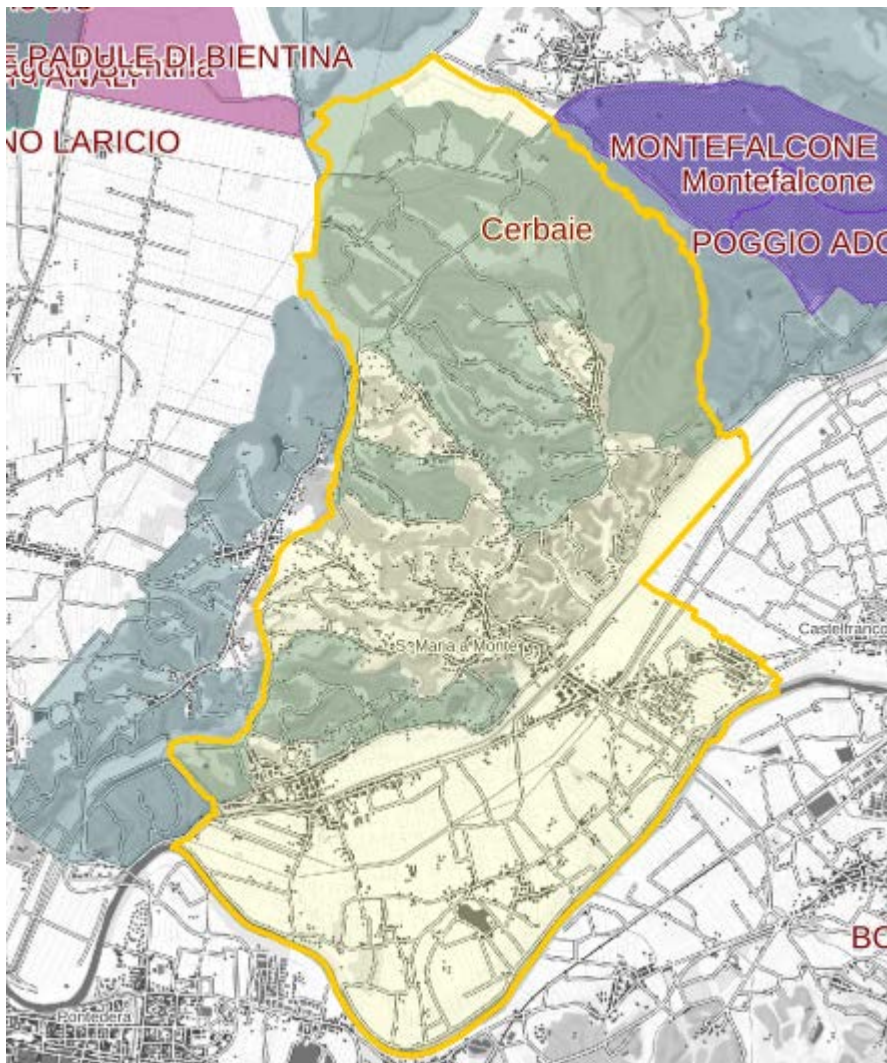 PADULE DI BIENTINA
NO LARICIO
MONTEFALCONE
Montefalcone
Cerbaie
POGGIO ADO
S. Maria a Monte
Castelfranco
BO
Pontedera